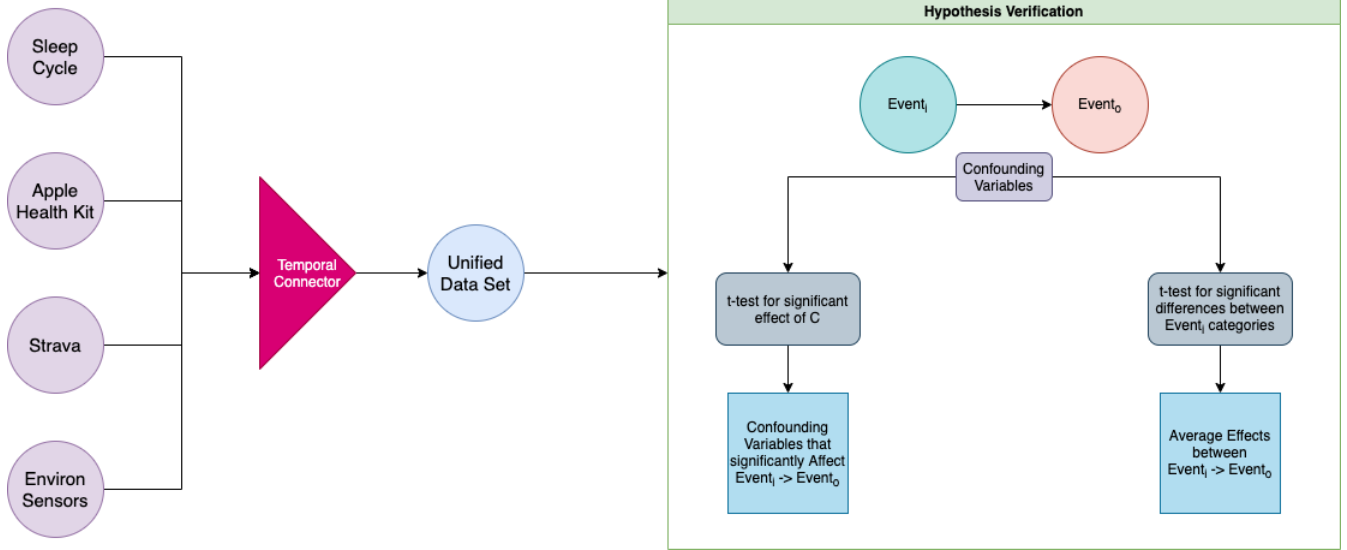 Sleep
Cycle
Apple
Health Kit
Strava
Environ
Sensors
Temporal
Connector
Unified
Data Set
Hypothesis Verification
Eventᵢ
Eventₒ
Confounding
Variables
t-test for significant
effect of C
t-test for significant
differences between
Eventᵢ categories
Confounding
Variables that
significantly Affect
Eventᵢ -> Eventₒ
Average Effects
between
Eventᵢ -> Eventₒ